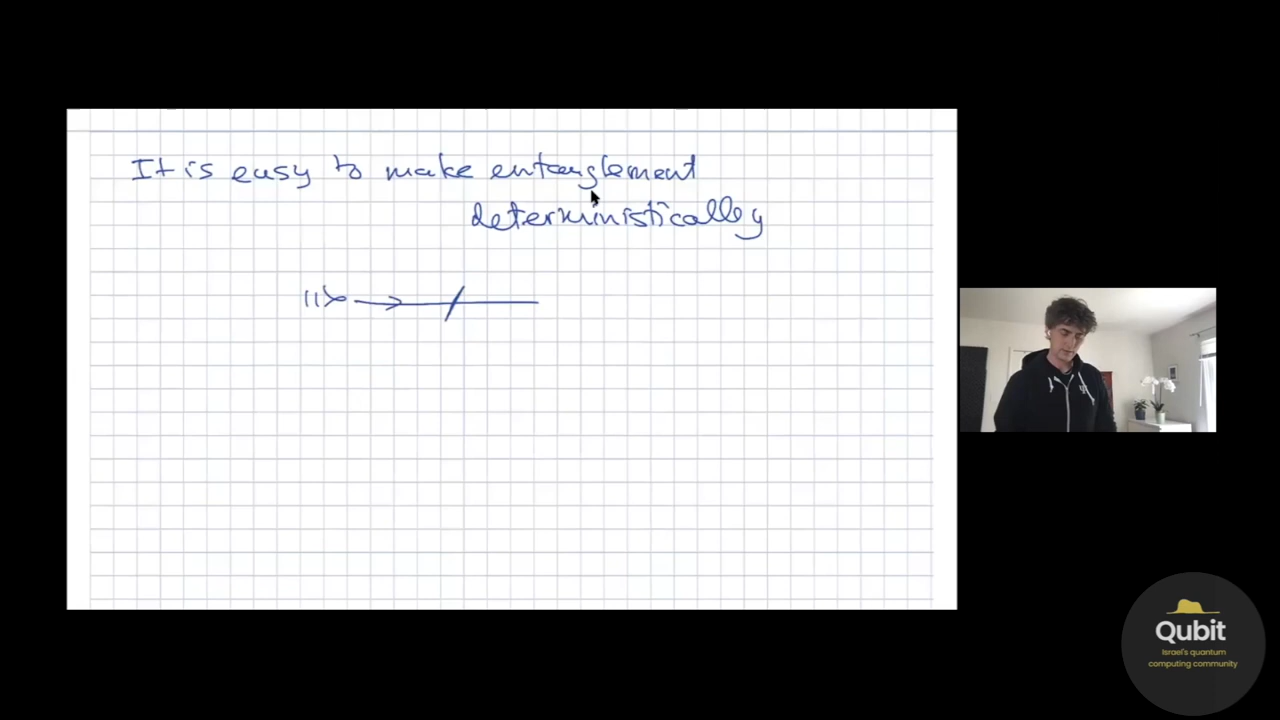 It is easy to make entanglement
deterministically
|1>
Qubit
Israel's quantum
computing community